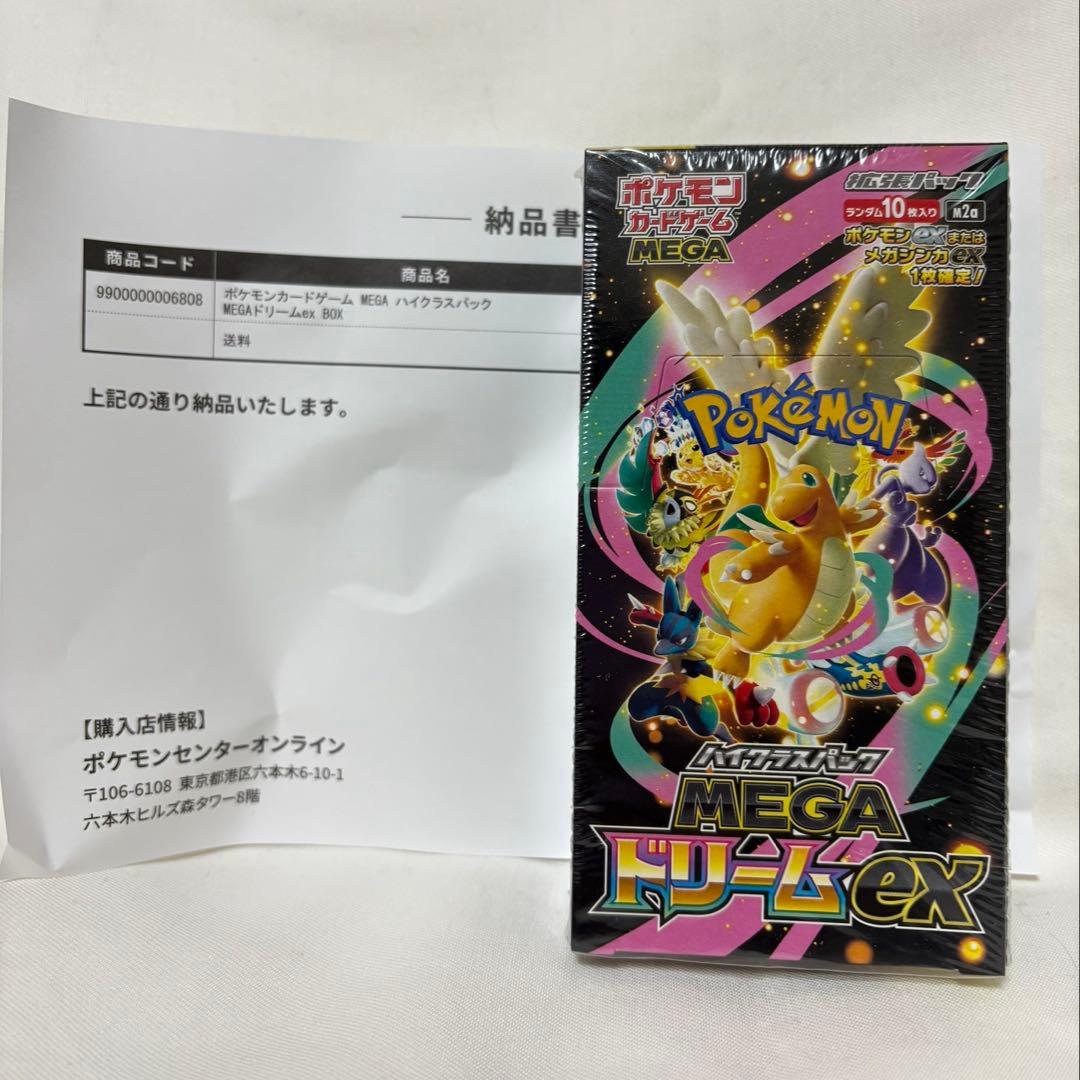 納品書
商品コード
商品名
9900000006808
ポケモンカードゲーム MEGA ハイクラスパック
MEGAドリームex BOX
送料
上記の通り納品いたします。
【購入店情報】
ポケモンセンターオンライン
〒106-6108 東京都港区六本木6-10-1
六本木ヒルズ森タワー8階
ポケモン
カードゲーム
MEGA
拡張パック
ランダム10枚入り
M2a
ポケモンexまたは
メガシンカex
1枚確定!
POKéMON
ハイクラスパック
MEGA
ドリームex